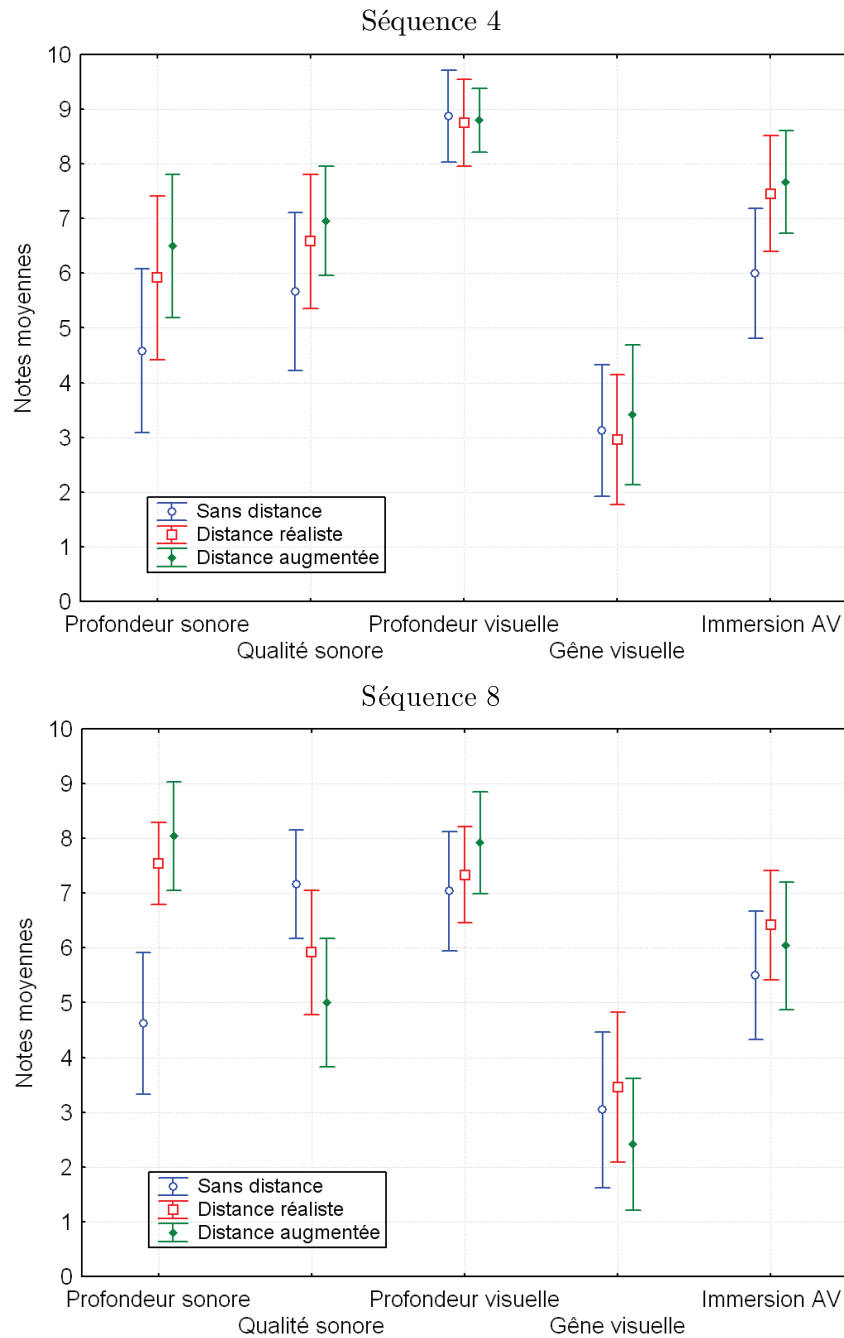 Séquence 4
10
9
8
7
6
5
4
3
2
1
0
Notes moyennes
Sans distance
Distance réaliste
Distance augmentée
Profondeur sonore
Qualité sonore
Profondeur visuelle
Gêne visuelle
Immersion AV
Séquence 8
10
9
8
7
6
5
4
3
2
1
0
Notes moyennes
Sans distance
Distance réaliste
Distance augmentée
Profondeur sonore
Qualité sonore
Profondeur visuelle
Gêne visuelle
Immersion AV